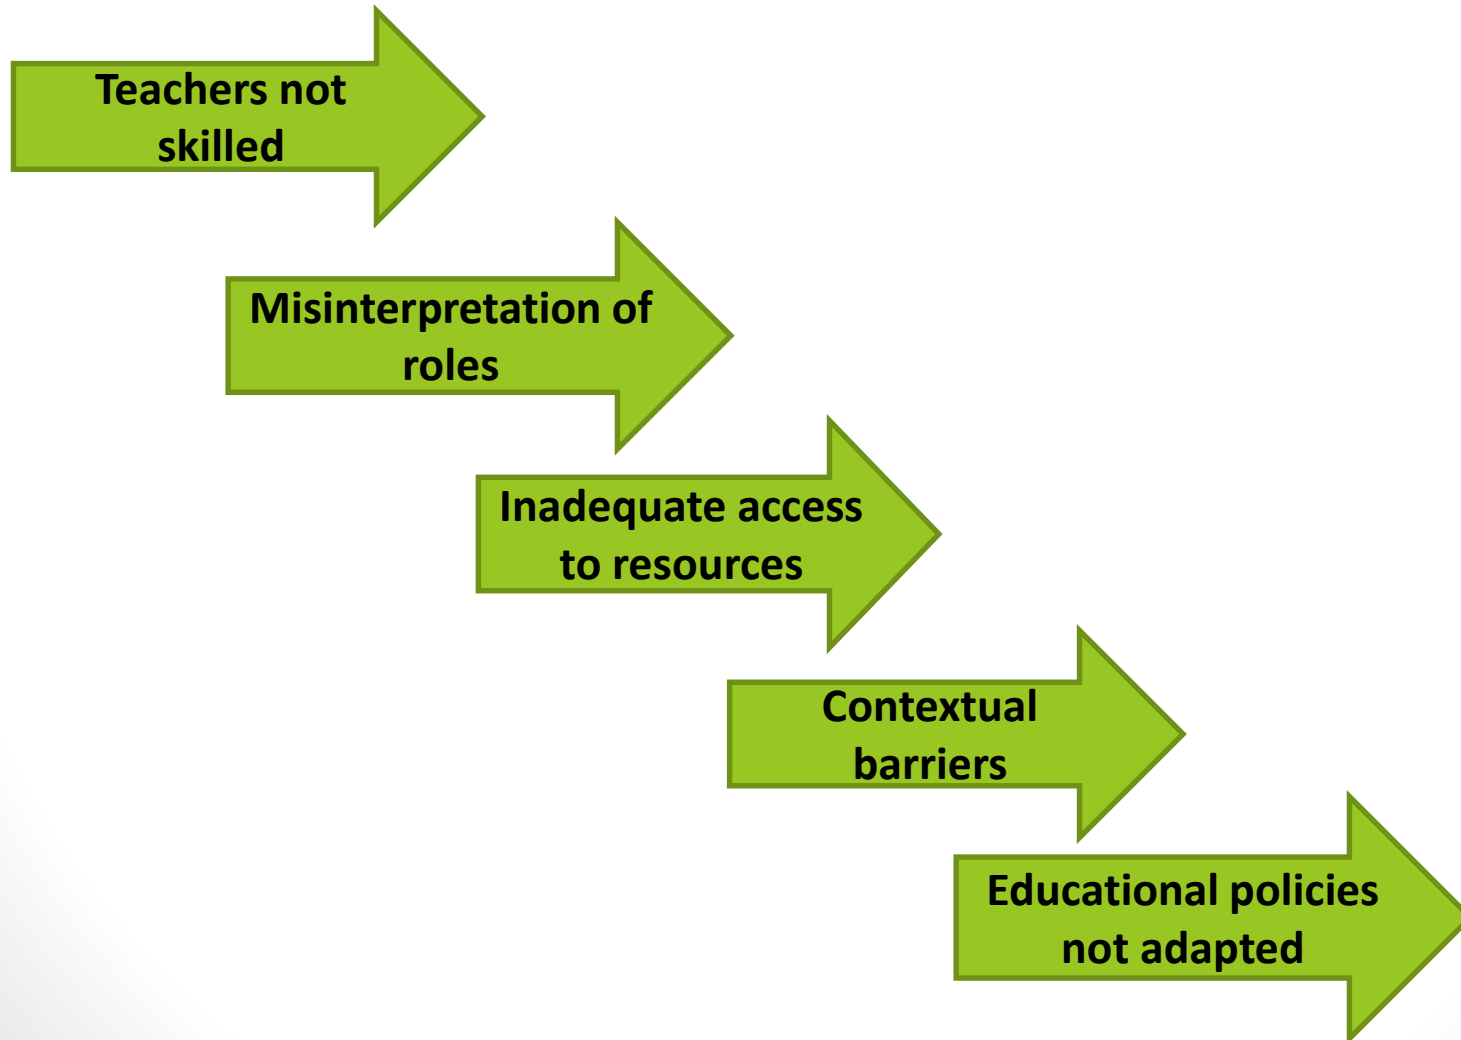 Teachers not
skilled
Misinterpretation of
roles
Inadequate access
to resources
Contextual
barriers
Educational policies
not adapted